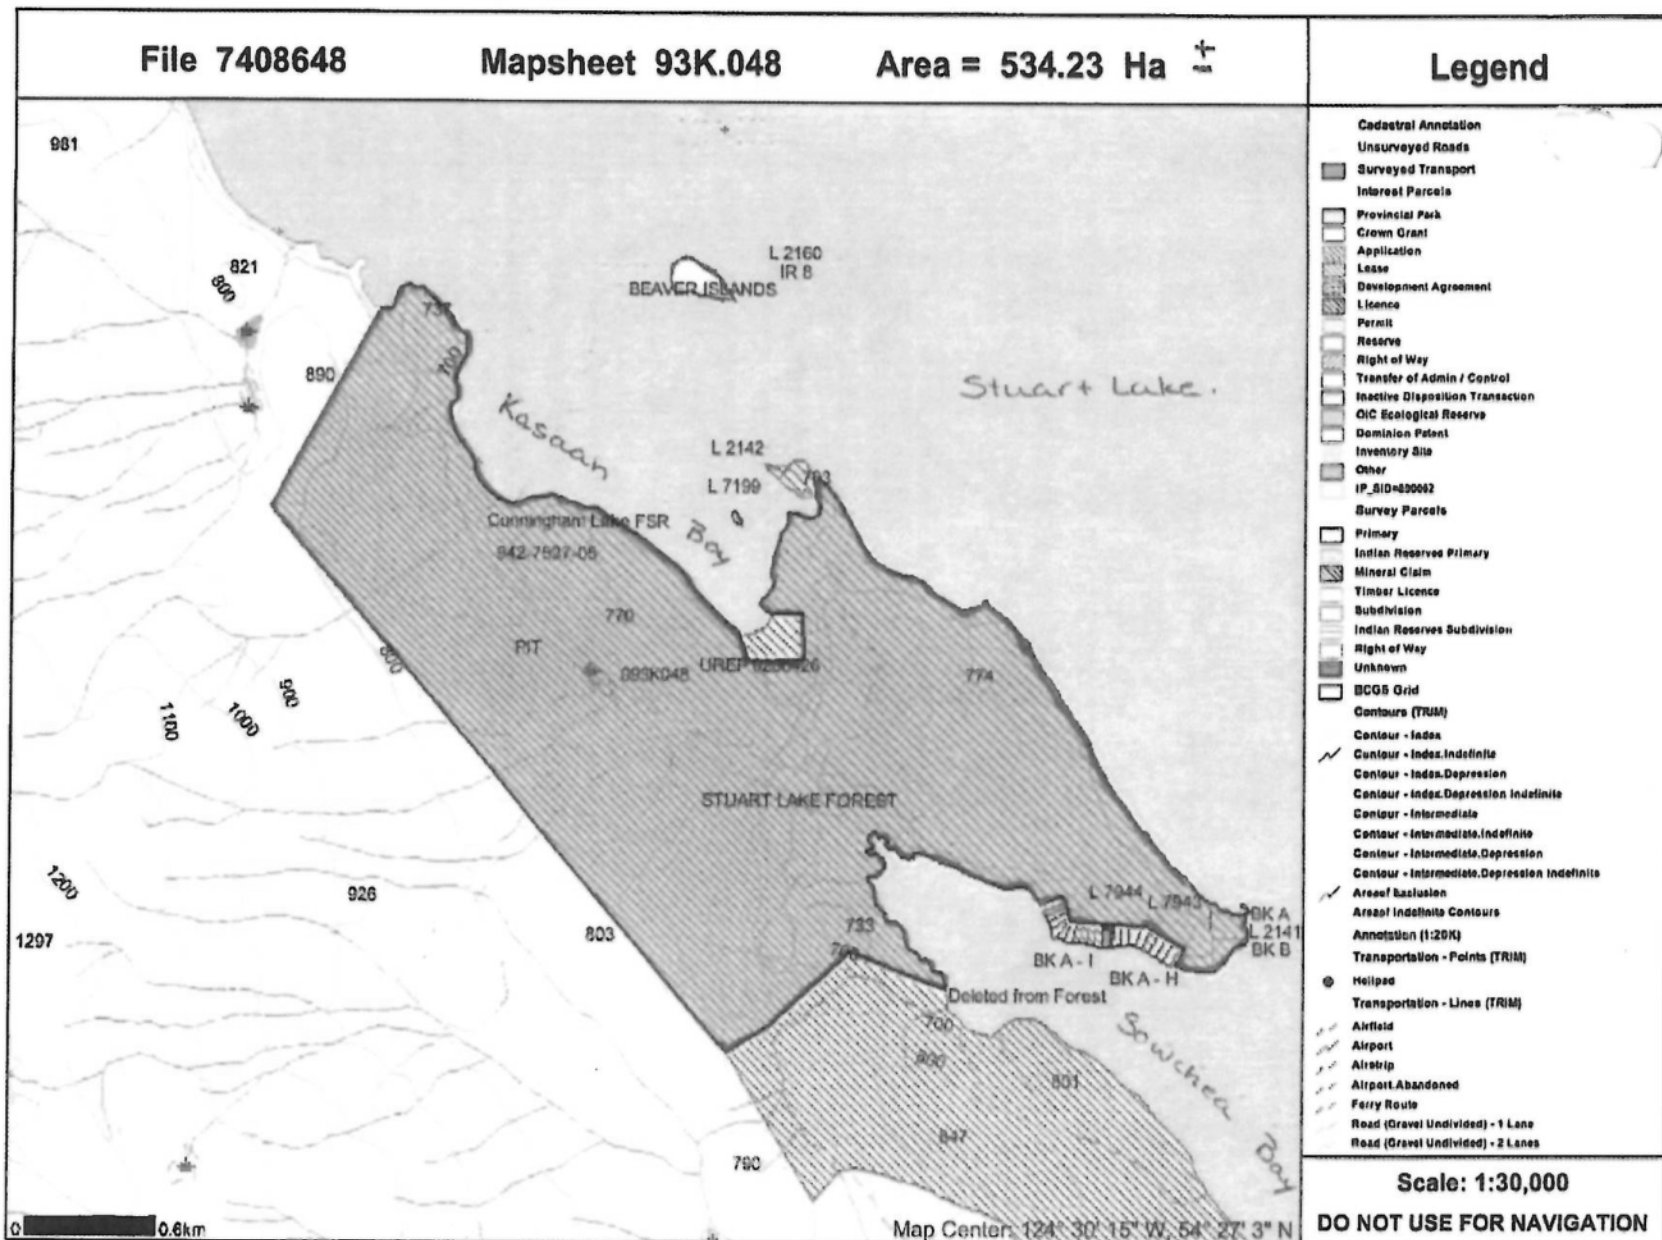 File 7408648 Mapsheet 93K.048 Area = 534.23 Ha ±
Legend
981
821
800
890
L 2160
IR 8
BEAVER ISLANDS
700
Stuart Lake.
Kasaan
Bay
L 2142
L 7199
Cunningham Lake FSR
770
PIT
093K048
774
800
900
1000
1100
STUART LAKE FOREST
1200
926
1297
803
733
L 7944
L 7943
BK A
L 2141
BK B
BK A - I
BK A - H
Deleted from Forest
700
800
801
847
790
Sowchea
Bay
0 0.6km
Map Center: 124° 30' 15" W, 54° 27' 3" N
Cadastral Annotation
Unsurveyed Roads
Surveyed Transport
Interest Parcels
Provincial Park
Crown Grant
Application
Lease
Development Agreement
Licence
Permit
Reserve
Right of Way
Transfer of Admin / Control
Inactive Disposition Transaction
OIC Ecological Reserve
Dominion Patent
Inventory Site
Other
Survey Parcels
Primary
Indian Reserves Primary
Mineral Claim
Timber Licence
Subdivision
Indian Reserves Subdivision
Right of Way
Unknown
BCGS Grid
Contours (TRIM)
Contour - Index
Contour - Index.Indefinite
Contour - Index.Depression
Contour - Index.Depression Indefinite
Contour - Intermediate
Contour - Intermediate.Indefinite
Contour - Intermediate.Depression
Contour - Intermediate.Depression Indefinite
Area of Exclusion
Area of Indefinite Contours
Annotation (1:20K)
Transportation - Points (TRIM)
Helipad
Transportation - Lines (TRIM)
Airfield
Airport
Airstrip
Airport.Abandoned
Ferry Route
Road (Gravel Undivided) - 1 Lane
Road (Gravel Undivided) - 2 Lanes
Scale: 1:30,000
DO NOT USE FOR NAVIGATION